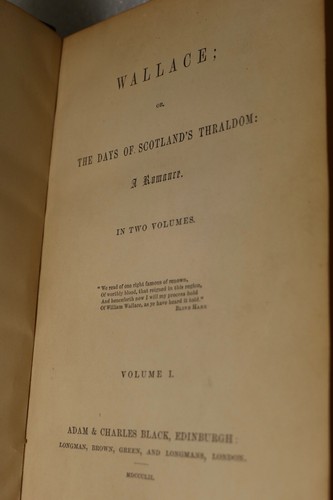 WALLACE;
OR,
THE DAYS OF SCOTLAND'S THRALDOM:
A Romance.
IN TWO VOLUMES.
"We read of one right famous of renown,
Of worthy blood, that reigned in this region,
And henceforth now I will my process hold
Of William Wallace, as ye have heard it told."
BLIND HARRY
VOLUME I.
ADAM & CHARLES BLACK, EDINBURGH:
LONGMAN, BROWN, GREEN, AND LONGMANS, LONDON.
MDCCCLII.